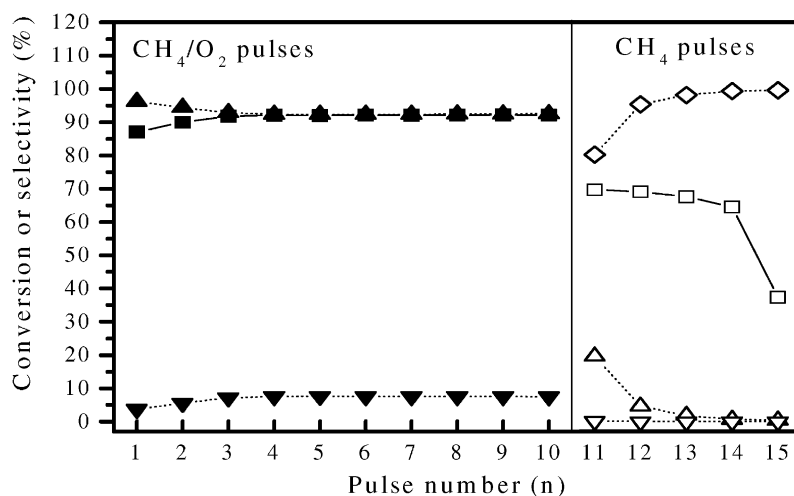 Conversion or selectivity (%)
120
110
100
90
80
70
60
50
40
30
20
10
0
CH₄/O₂ pulses
CH₄ pulses
1 2 3 4 5 6 7 8 9 10 11 12 13 14 15
Pulse number (n)